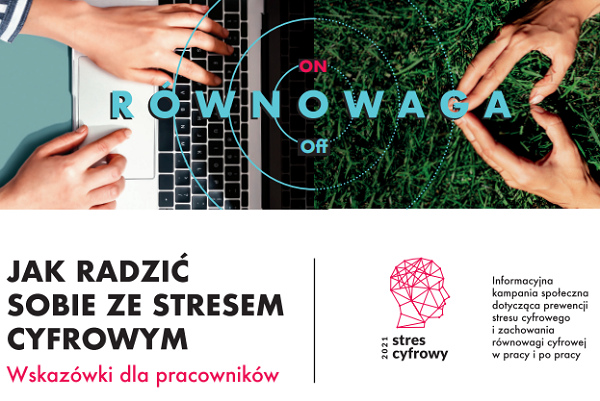 ON
RÓWNOWAGA
Off
JAK RADZIĆ
SOBIE ZE STRESEM
CYFROWYM
Wskazówki dla pracowników
2021
stres
cyfrowy
Informacyjna
kampania społeczna
dotycząca prewencji
stresu cyfrowego
i zachowania
równowagi cyfrowej
w pracy i po pracy